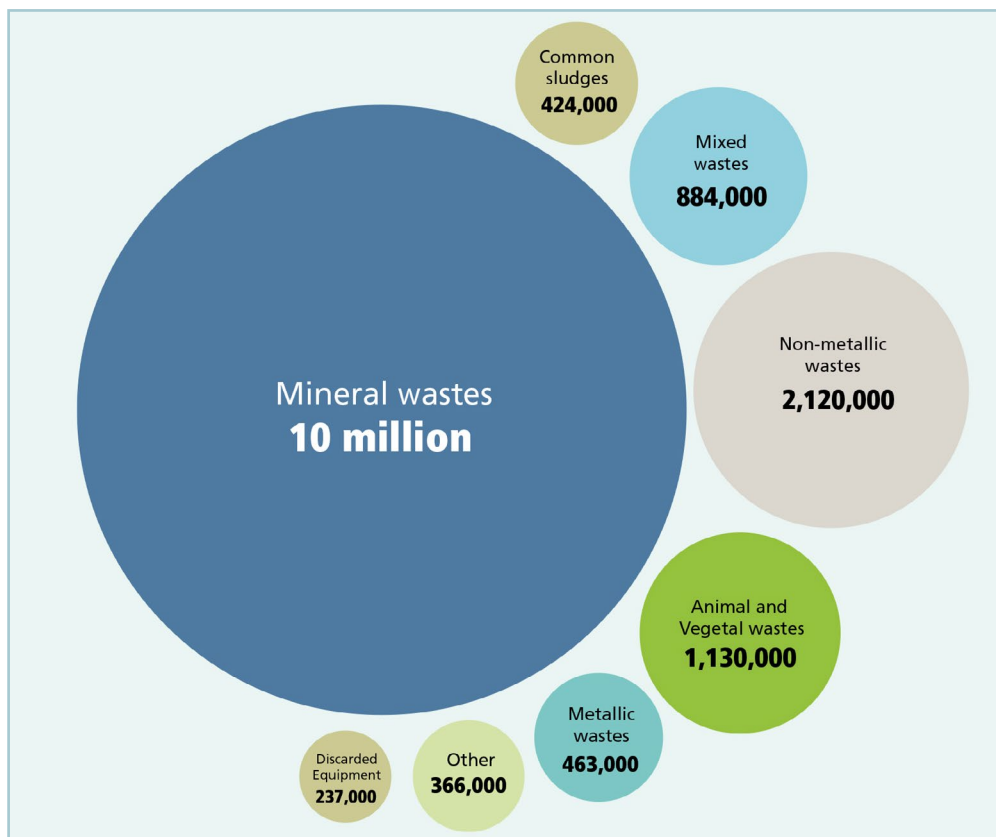 Common
sludges
424,000
Mixed
wastes
884,000
Non-metallic
wastes
2,120,000
Mineral wastes
10 million
Animal and
Vegetal wastes
1,130,000
Metallic
wastes
463,000
Other
366,000
Discarded
Equipment
237,000